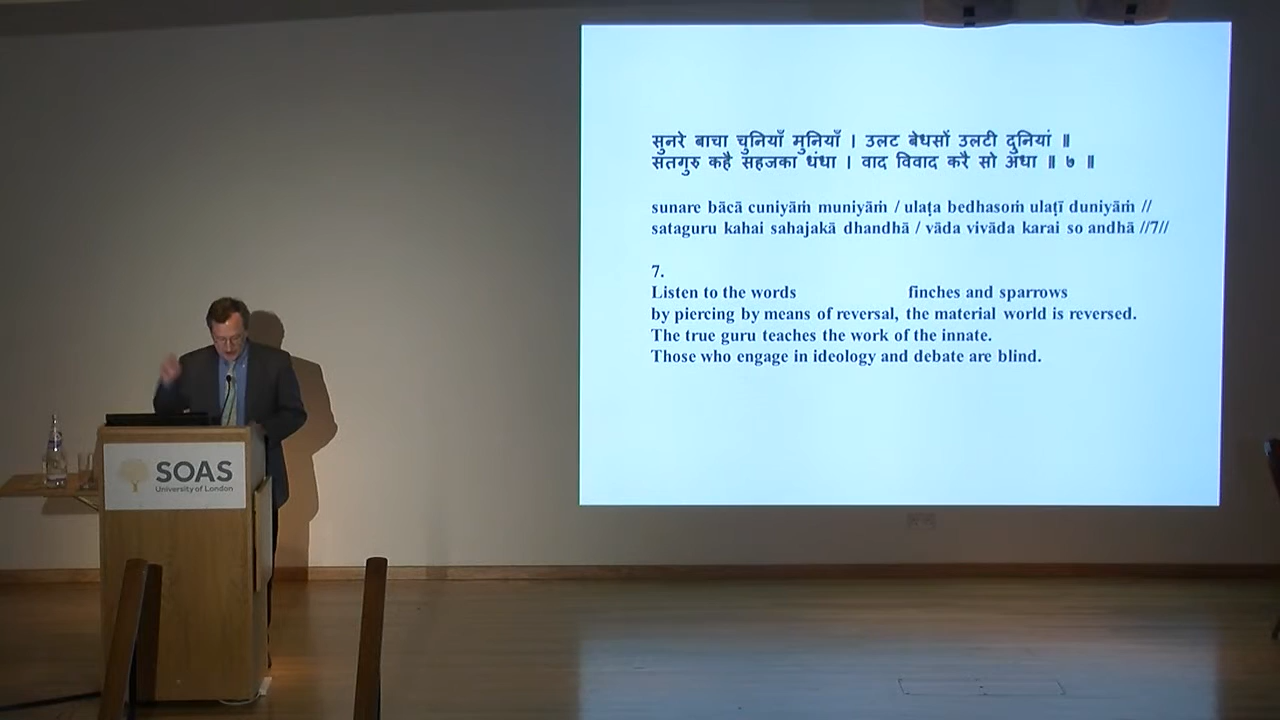 सुनरे बाचा चुनियाँ मुनियाँ । उलट बेधसों उलटी दुनियां ॥
सतगुरु कहै सहजका धंधा । वाद विवाद करै सो अंधा ॥ ७ ॥
sunare bācā cuniyāṁ muniyāṁ / ulaṭa bedhasoṁ ulaṭī duniyāṁ //
sataguru kahai sahajakā dhandhā / vāda vivāda karai so andhā //7//
7.
Listen to the words finches and sparrows
by piercing by means of reversal, the material world is reversed.
The true guru teaches the work of the innate.
Those who engage in ideology and debate are blind.
SOAS
University of London